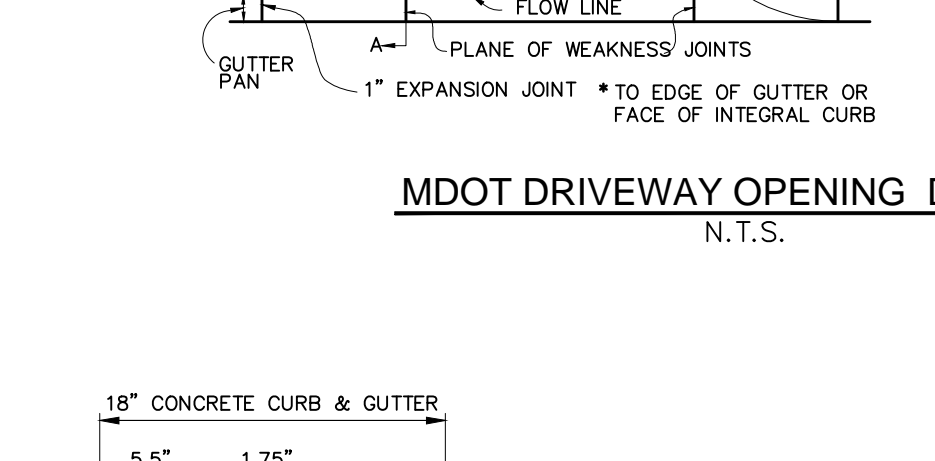 FLOW LINE
A
PLANE OF WEAKNESS JOINTS
GUTTER
PAN
1” EXPANSION JOINT
* TO EDGE OF GUTTER OR
FACE OF INTEGRAL CURB
MDOT DRIVEWAY OPENING
N.T.S.
18” CONCRETE CURB & GUTTER
5.5” 1.75”